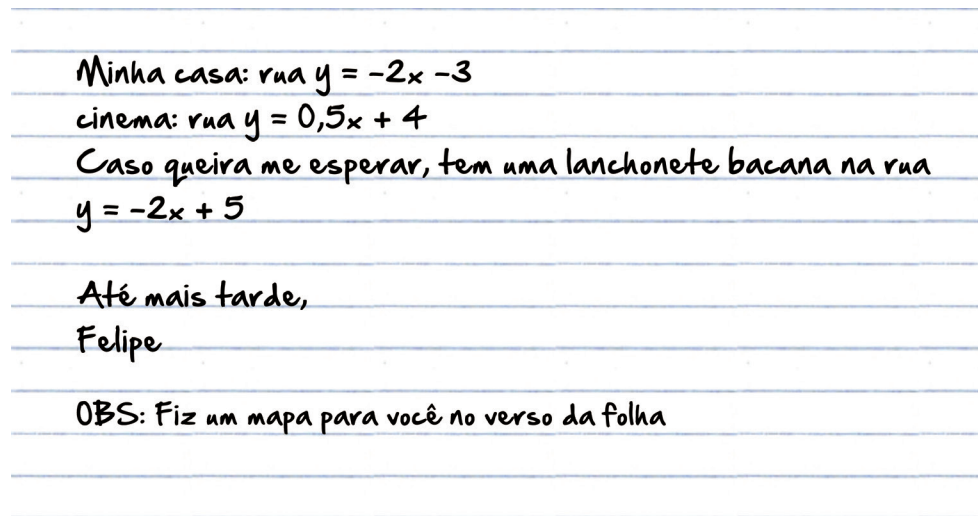 Minha casa: rua y = -2x -3
cinema: rua y = 0,5x + 4
Caso queira me esperar, tem uma lanchonete bacana na rua
y = -2x + 5
Até mais tarde,
Felipe
OBS: Fiz um mapa para você no verso da folha